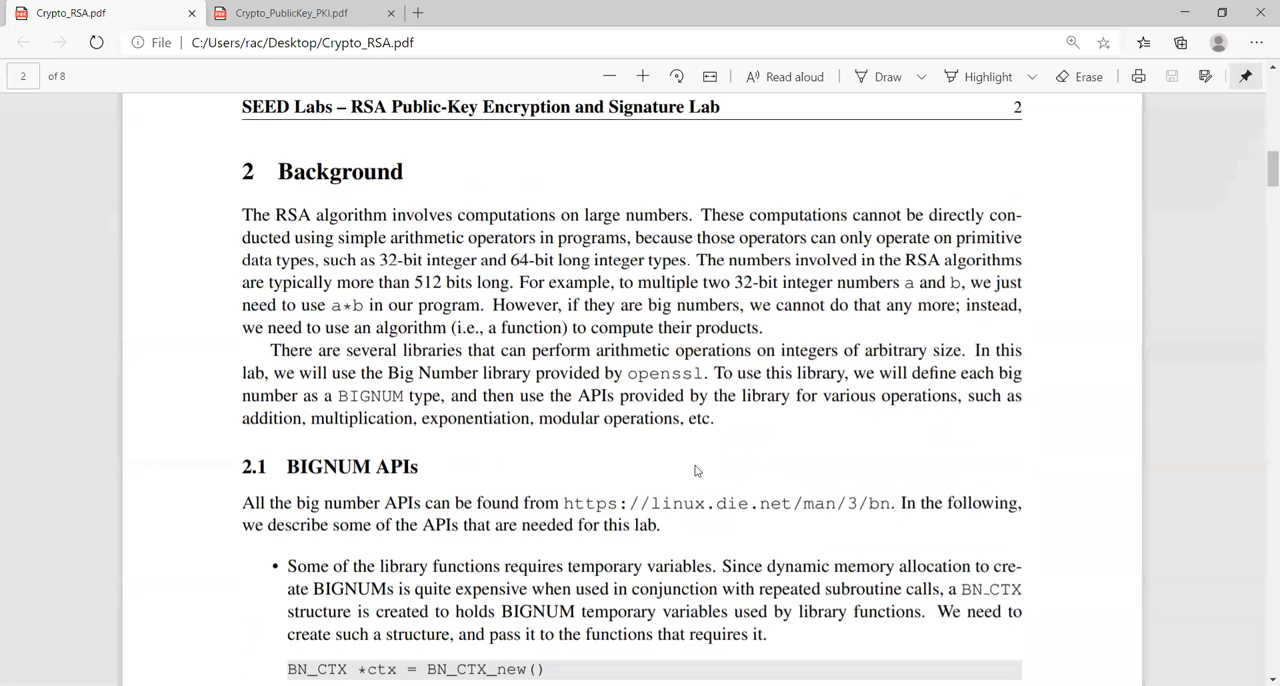 Crypto_RSA.pdf
Crypto_PublicKey_PKI.pdf
File
C:/Users/rac/Desktop/Crypto_RSA.pdf
2 of 8
Read aloud
Draw
Highlight
Erase
SEED Labs – RSA Public-Key Encryption and Signature Lab 2
2 Background
The RSA algorithm involves computations on large numbers. These computations cannot be directly con-
ducted using simple arithmetic operators in programs, because those operators can only operate on primitive
data types, such as 32-bit integer and 64-bit long integer types. The numbers involved in the RSA algorithms
are typically more than 512 bits long. For example, to multiple two 32-bit integer numbers a and b, we just
need to use a*b in our program. However, if they are big numbers, we cannot do that any more; instead,
we need to use an algorithm (i.e., a function) to compute their products.
There are several libraries that can perform arithmetic operations on integers of arbitrary size. In this
lab, we will use the Big Number library provided by openssl. To use this library, we will define each big
number as a BIGNUM type, and then use the APIs provided by the library for various operations, such as
addition, multiplication, exponentiation, modular operations, etc.
2.1 BIGNUM APIs
All the big number APIs can be found from https://linux.die.net/man/3/bn. In the following,
we describe some of the APIs that are needed for this lab.
• Some of the library functions requires temporary variables. Since dynamic memory allocation to cre-
ate BIGNUMs is quite expensive when used in conjunction with repeated subroutine calls, a BN_CTX
structure is created to holds BIGNUM temporary variables used by library functions. We need to
create such a structure, and pass it to the functions that requires it.
BN_CTX *ctx = BN_CTX_new()